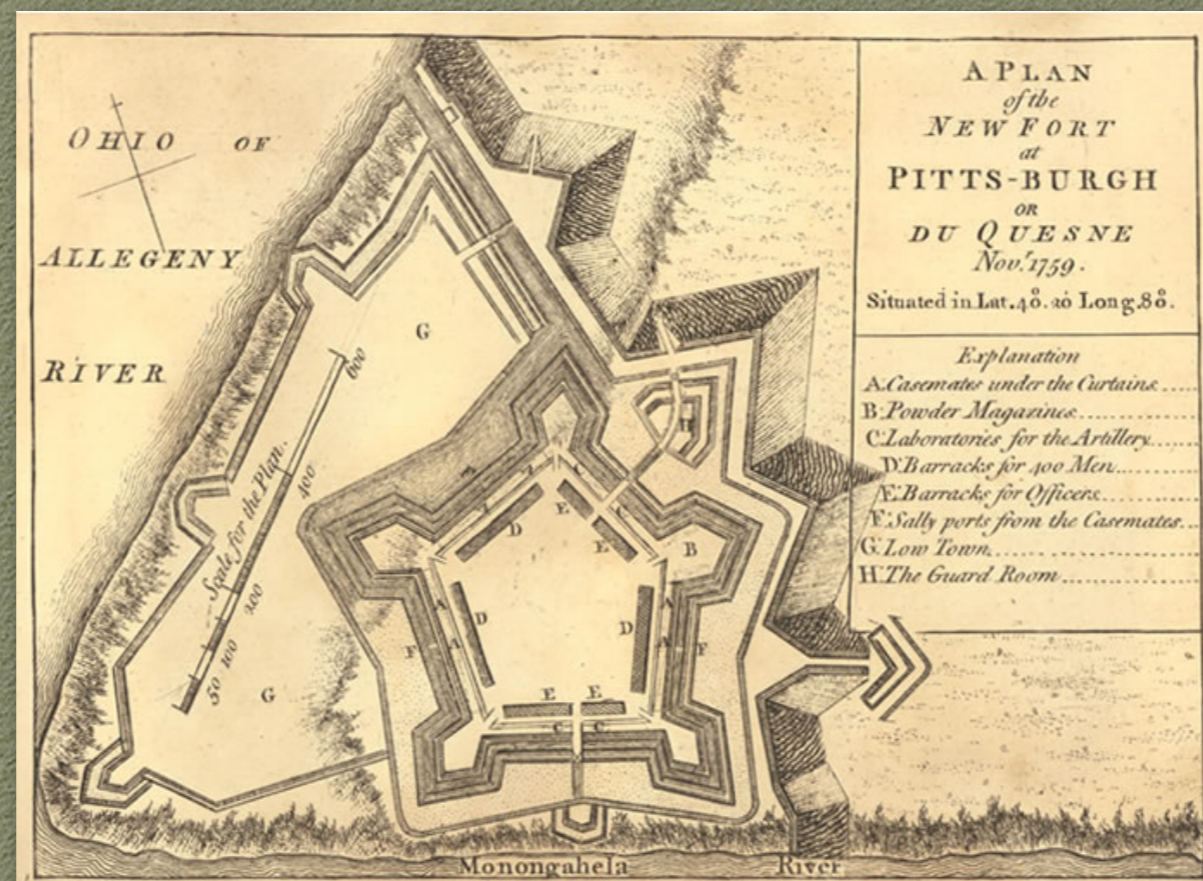 A PLAN
of the
NEW FORT
at
PITTS-BURGH
OR
DU QUESNE
Nov.r 1759.
Situated in Lat. 40°. 20 Long. 80°.
Explanation
A. Casemates under the Curtains
B. Powder Magazines
C. Laboratories for the Artillery
D. Barracks for 400 Men
E. Barracks for Officers
F. Sally ports from the Casemates
G. Low Town
H. The Guard Room
OHIO OF
ALLEGENY
RIVER
G
600
400
Scale for the Plan.
200
100
50
G
H
C
D
E
C
E
B
A
D
D
A
A
A
F
F
E
E
C
C
Monongahela River